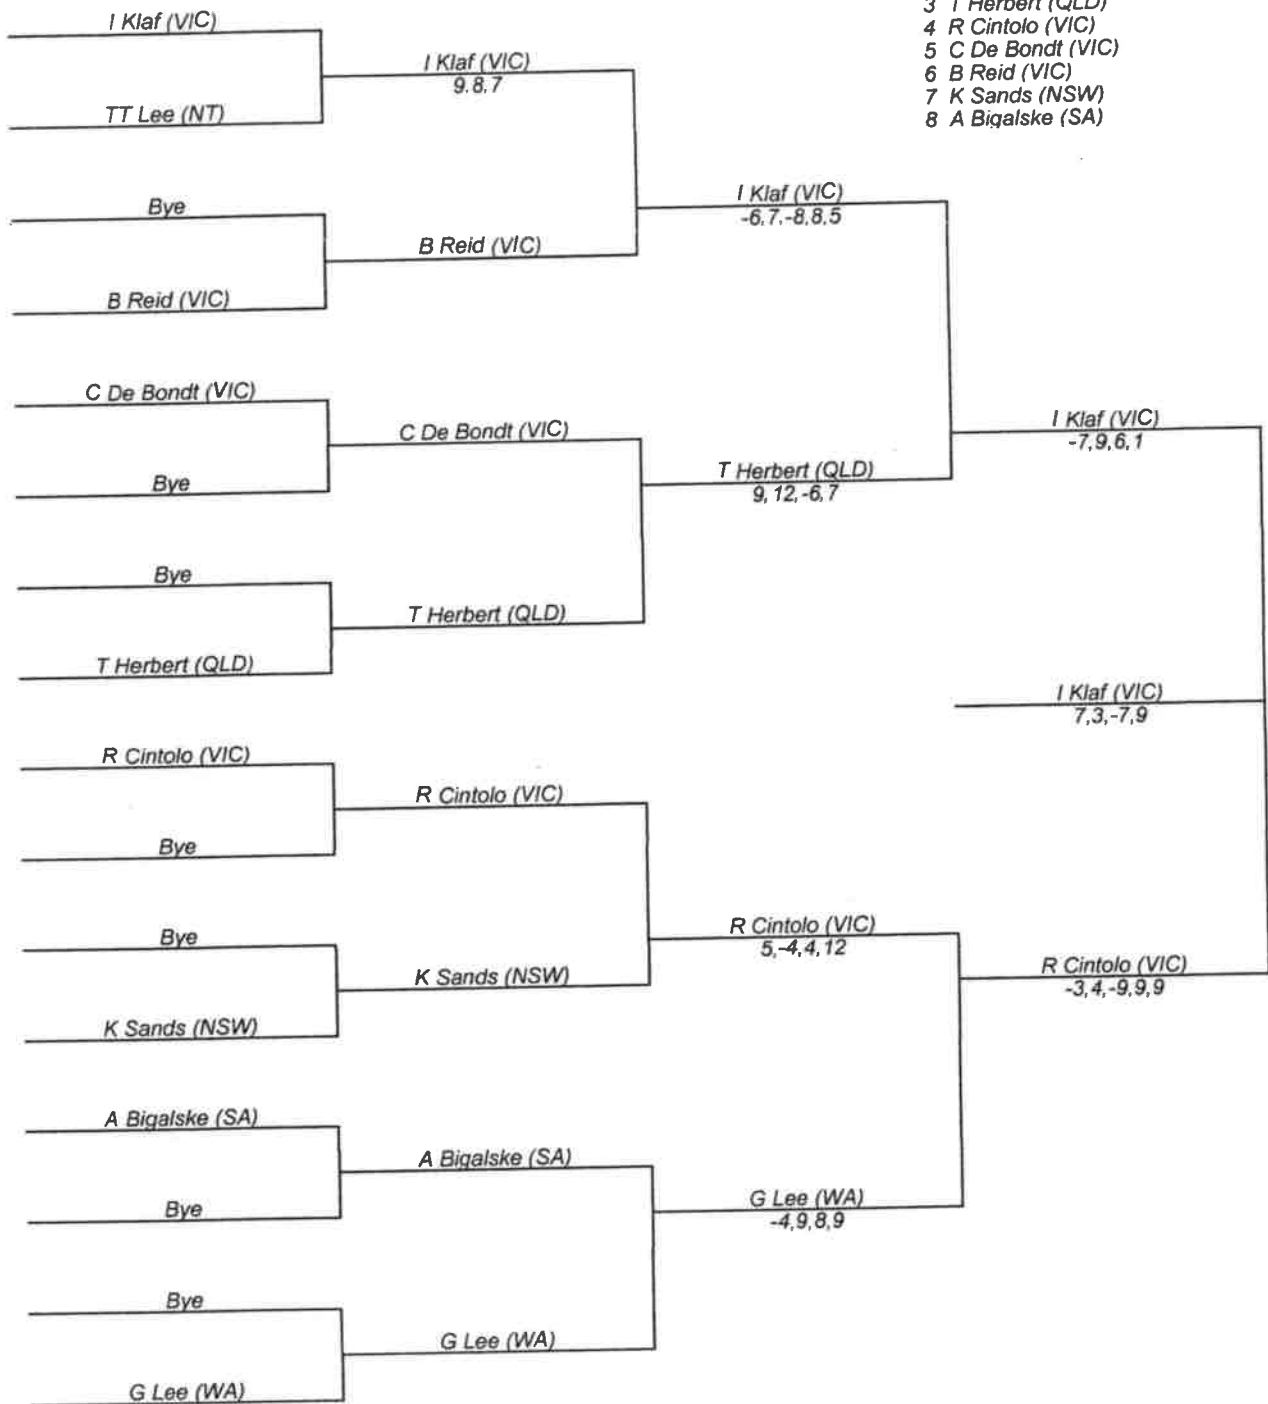 3 T Herbert (QLD)
4 R Cintolo (VIC)
5 C De Bondt (VIC)
6 B Reid (VIC)
7 K Sands (NSW)
8 A Bigalske (SA)
I Klaf (VIC)
TT Lee (NT)
Bye
B Reid (VIC)
C De Bondt (VIC)
Bye
Bye
T Herbert (QLD)
R Cintolo (VIC)
Bye
Bye
K Sands (NSW)
A Bigalske (SA)
Bye
Bye
G Lee (WA)
I Klaf (VIC)
9,8,7
B Reid (VIC)
C De Bondt (VIC)
T Herbert (QLD)
R Cintolo (VIC)
K Sands (NSW)
A Bigalske (SA)
G Lee (WA)
I Klaf (VIC)
-6,7,-8,8,5
T Herbert (QLD)
9,12,-6,7
R Cintolo (VIC)
5,-4,4,12
G Lee (WA)
-4,9,8,9
I Klaf (VIC)
-7,9,6,1
R Cintolo (VIC)
-3,4,-9,9,9
I Klaf (VIC)
7,3,-7,9